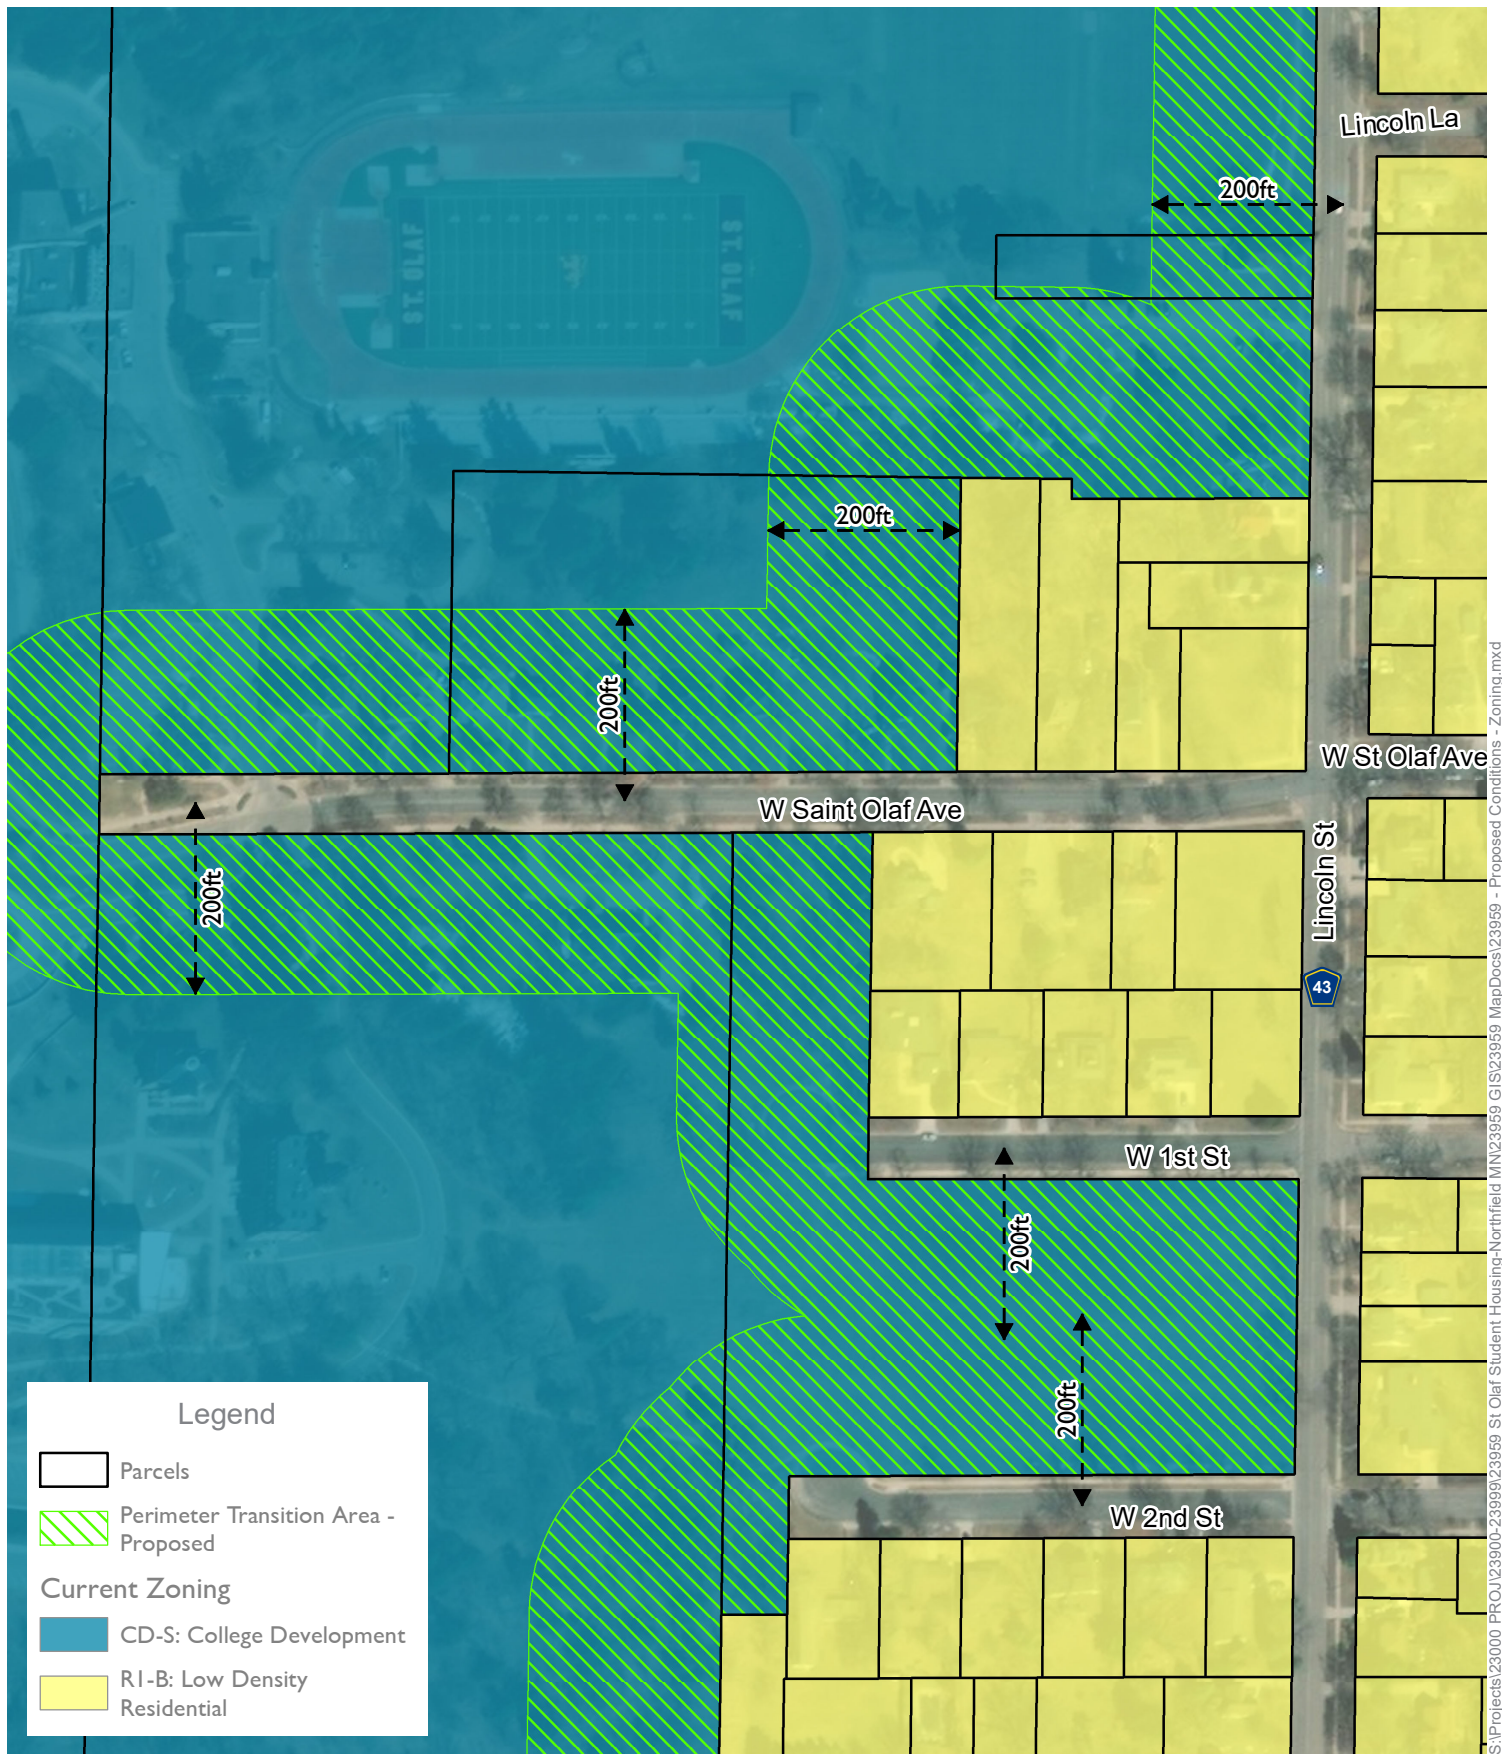 Lincoln La
200ft
ST. OLAF
ST. OLAF
200ft
200ft
W St Olaf Ave
W Saint Olaf Ave
200ft
Lincoln St
43
W 1st St
200ft
200ft
W 2nd St
Legend
Parcels
Perimeter Transition Area -
Proposed
Current Zoning
CD-S: College Development
R1-B: Low Density
Residential
S:\Projects\23000 PROJ\23900-23999\23959 St Olaf Student Housing-Northfield MN\23959 GIS\23959 MapDocs\23959 - Proposed Conditions - Zoning.mxd